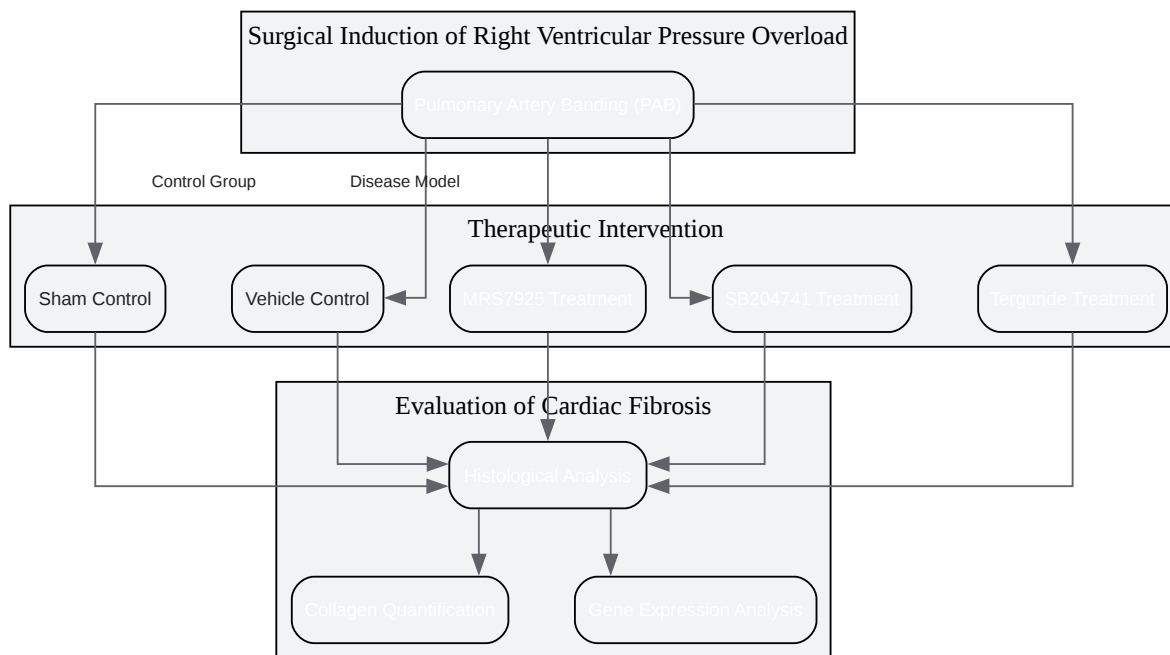 Surgical Induction of Right Ventricular Pressure Overload
Pulmonary Artery Banding (PAB)
Control Group
Disease Model
Therapeutic Intervention
Sham Control
Vehicle Control
MRS7925 Treatment
SB204741 Treatment
Terguride Treatment
Evaluation of Cardiac Fibrosis
Histological Analysis
Collagen Quantification
Gene Expression Analysis